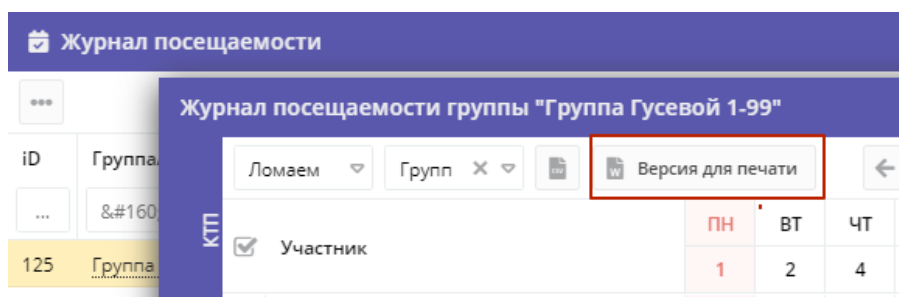 Журнал посещаемости
Журнал посещаемости группы "Группа Гусевой 1-99"
iD Группа
Ломаем Групп Версия для печати
... &#160
КТП
Участник ПН ВТ ЧТ
125 Группа 1 2 4